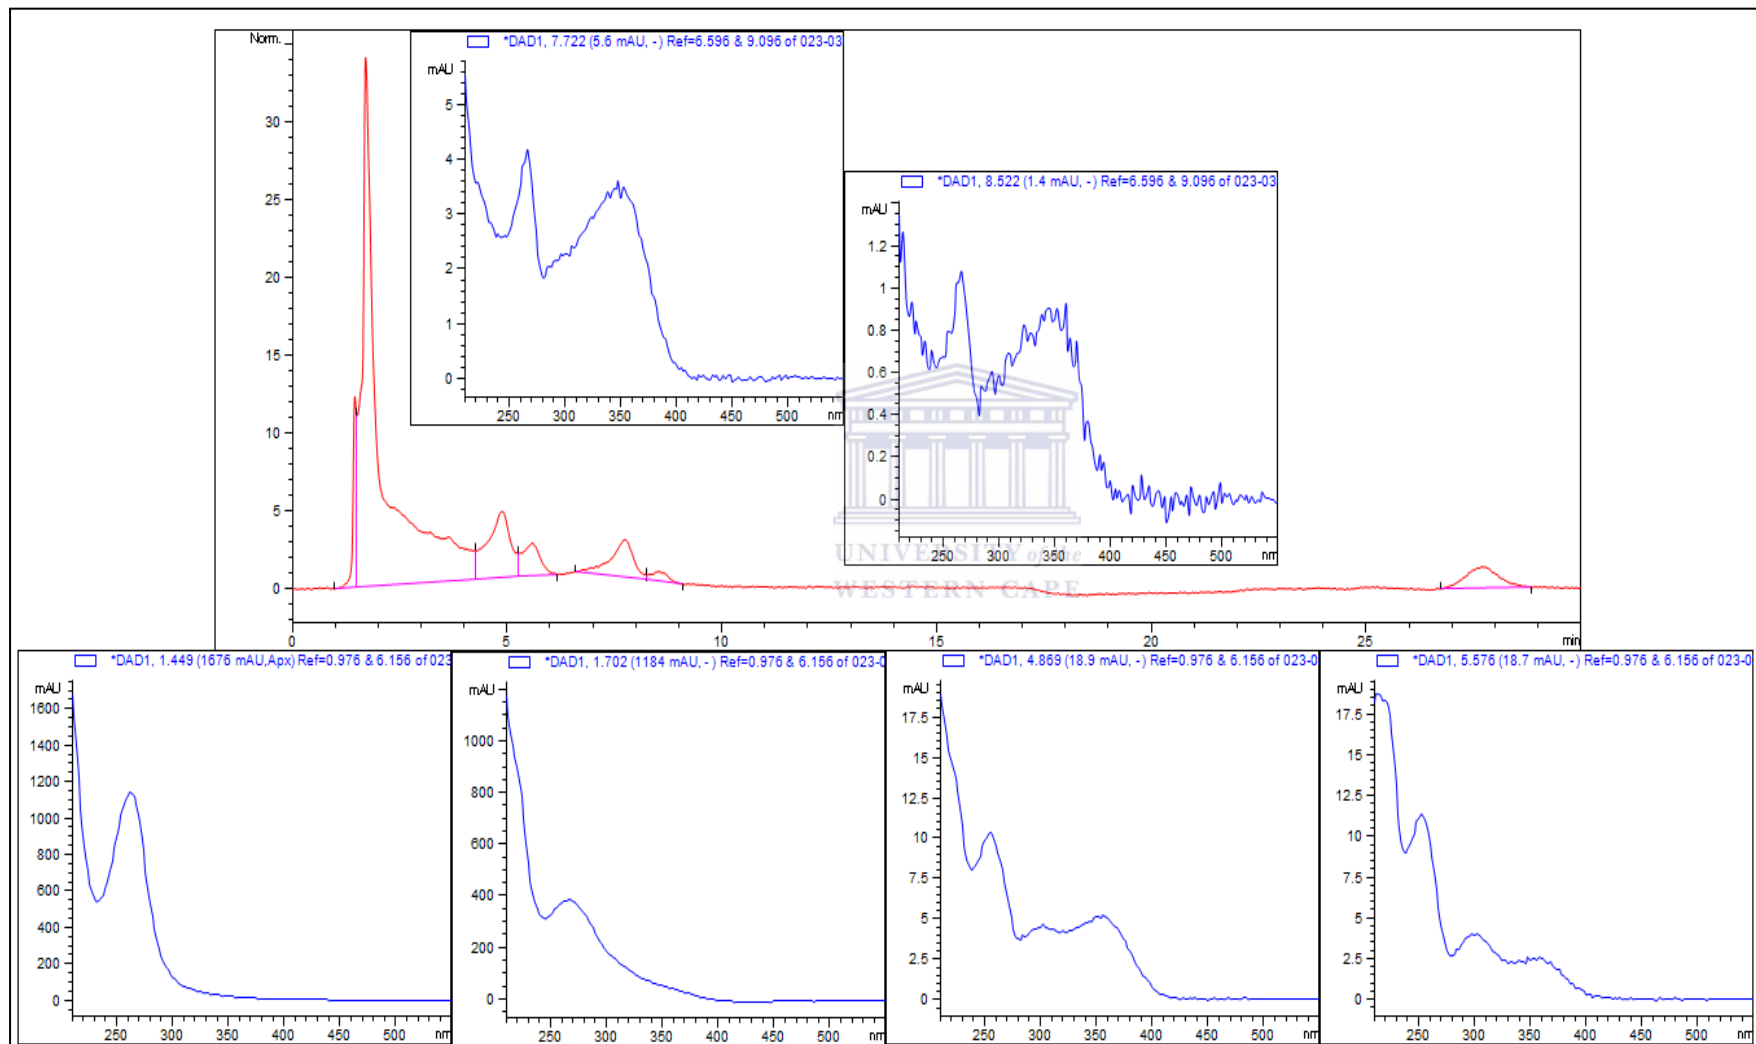 Norm.
30
25
20
15
10
5
0
0 5 10 15 20 25 min
*DAD1, 7.722 (5.6 mAU, - ) Ref=6.596 & 9.096 of 023-03
mAU
5
4
3
2
1
0
250 300 350 400 450 500 nm
*DAD1, 8.522 (1.4 mAU, - ) Ref=6.596 & 9.096 of 023-03
mAU
1.2
1
0.8
0.6
0.4
0.2
0
250 300 350 400 450 500 nm
UNIVERSITY of the
WESTERN CAPE
*DAD1, 1.449 (1676 mAU,Apx) Ref=0.976 & 6.156 of 023
mAU
1600
1400
1200
1000
800
600
400
200
0
250 300 350 400 450 500 nm
*DAD1, 1.702 (1184 mAU, - ) Ref=0.976 & 6.156 of 023-0
mAU
1000
800
600
400
200
0
250 300 350 400 450 500 nm
*DAD1, 4.869 (18.9 mAU, - ) Ref=0.976 & 6.156 of 023-0
mAU
17.5
15
12.5
10
7.5
5
2.5
0
250 300 350 400 450 500 nm
*DAD1, 5.576 (18.7 mAU, - ) Ref=0.976 & 6.156 of 023-0
mAU
17.5
15
12.5
10
7.5
5
2.5
0
250 300 350 400 450 500 nm